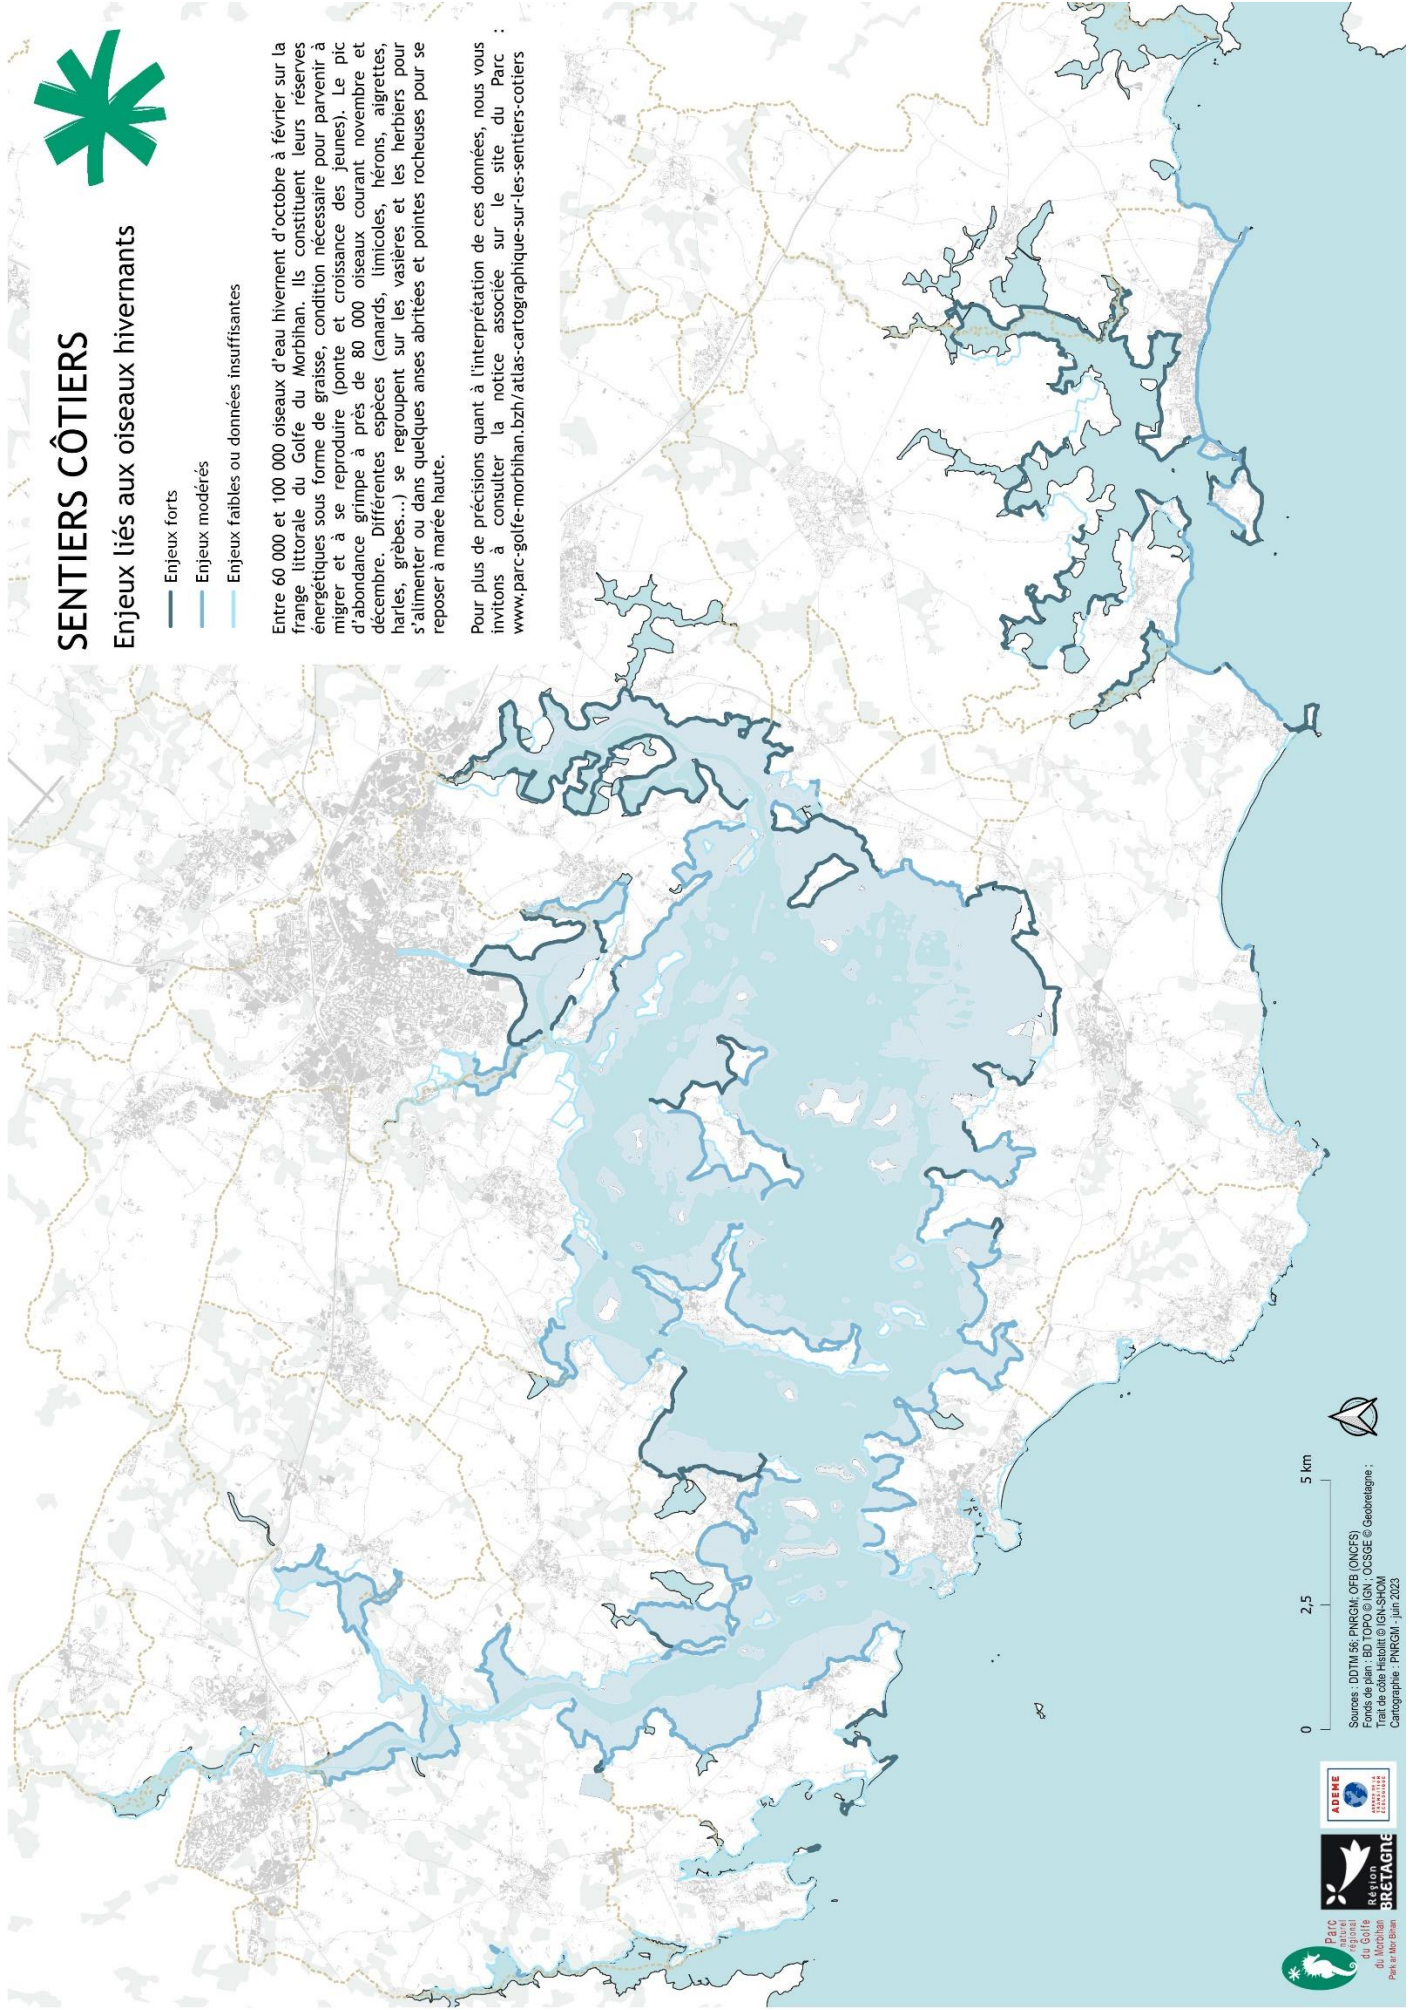 SENTIERS CÔTIERS
Enjeux liés aux oiseaux hivernants
Enjeux forts
Enjeux modérés
Enjeux faibles ou données insuffisantes
Entre 60 000 et 100 000 oiseaux d'eau hivernent d'octobre à février sur la
frange littorale du Golfe du Morbihan. Ils constituent leurs réserves
énergétiques sous forme de graisse, condition nécessaire pour parvenir à
migrer et à se reproduire (ponte et croissance des jeunes). Le pic
d'abondance grimpe à près de 80 000 oiseaux courant novembre et
décembre. Différentes espèces (canards, limicoles, hérons, aigrettes,
harles, grèbes...) se regroupent sur les vasières et les herbiers pour
s'alimenter ou dans quelques anses abritées et pointes rocheuses pour se
reposer à marée haute.
Pour plus de précisions quant à l'interprétation de ces données, nous vous
invitons à consulter la notice associée sur le site du Parc :
www.parc-golfe-morbihan.bzh/atlas-cartographique-sur-les-sentiers-cotiers
0 2,5 5 km
Sources : DDTM 56; PNRGM; OFB (ONCFS)
Fonds de plan : BD TOPO © IGN ; OCSGE © Geobretagne ;
Trait de côte Histolitt © IGN-SHOM
Cartographie : PNRGM - juin 2023
Parc
naturel
régional
du Golfe
du Morbihan
Park ar Mor Bihan
Région
BRETAGNE
ADEME
AGENCE DE LA
TRANSITION
ÉCOLOGIQUE